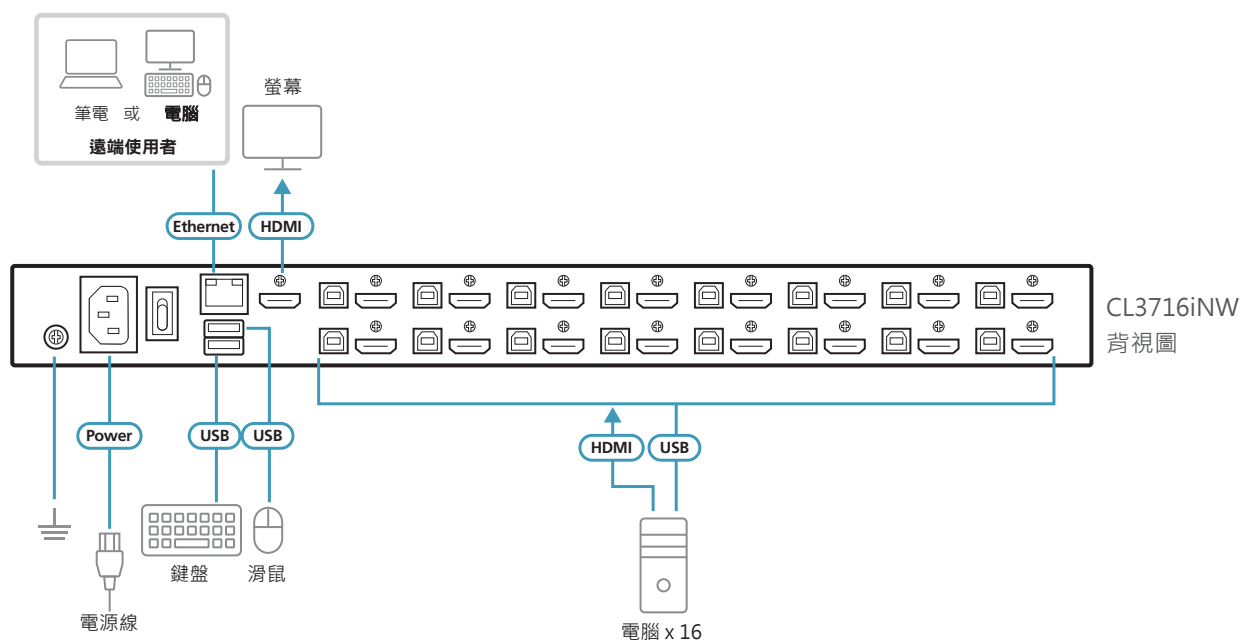 筆電 或 電腦
遠端使用者
螢幕
Ethernet
HDMI
CL3716iNW
背視圖
Power
USB
USB
HDMI
USB
鍵盤
滑鼠
電源線
電腦 x 16